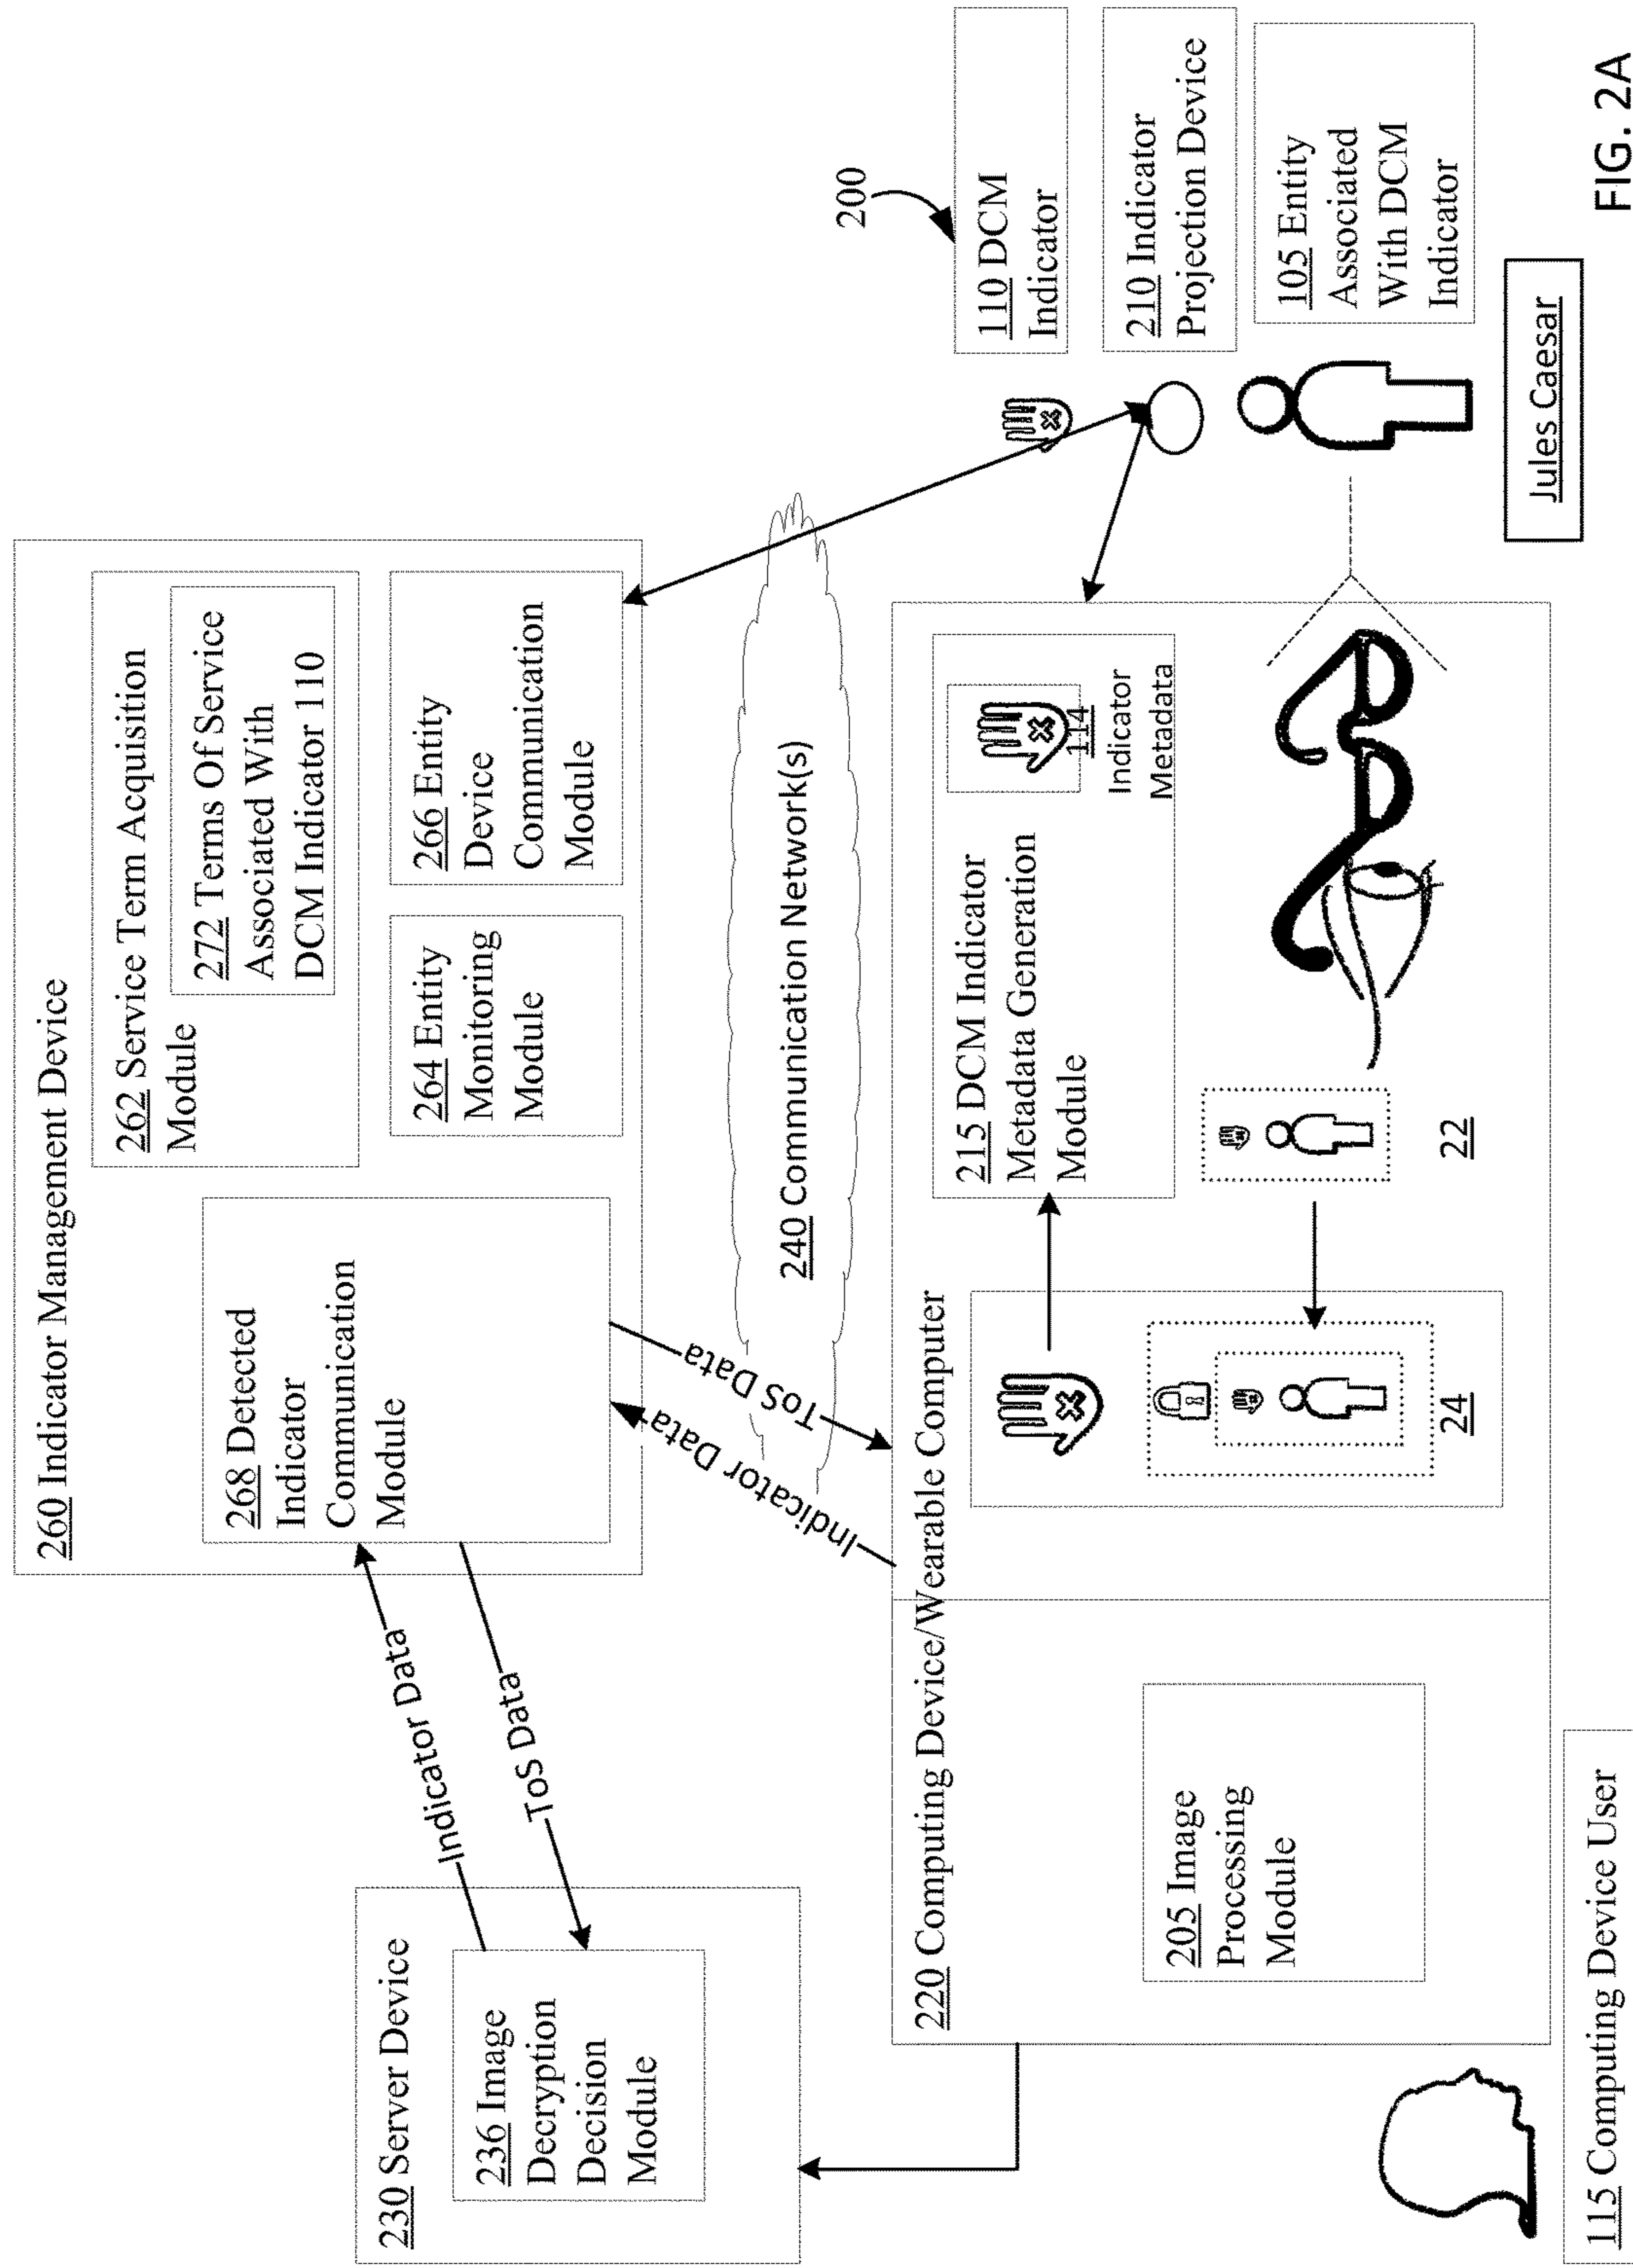 260 Indicator Management Device
262 Service Term Acquisition
Module
272 Terms Of Service
Associated With
DCM Indicator 110
268 Detected
Indicator
Communication
Module
264 Entity
Monitoring
Module
266 Entity
Device
Communication
Module
230 Server Device
236 Image
Decryption
Decision
Module
Indicator Data
ToS Data
Indicator Data
ToS Data
240 Communication Network(s)
200
110 DCM
Indicator
210 Indicator
Projection Device
105 Entity
Associated
With DCM
Indicator
Jules Caesar
220 Computing Device/Wearable Computer
215 DCM Indicator
Metadata Generation
Module
114
Indicator
Metadata
205 Image
Processing
Module
24
22
115 Computing Device User
FIG. 2A